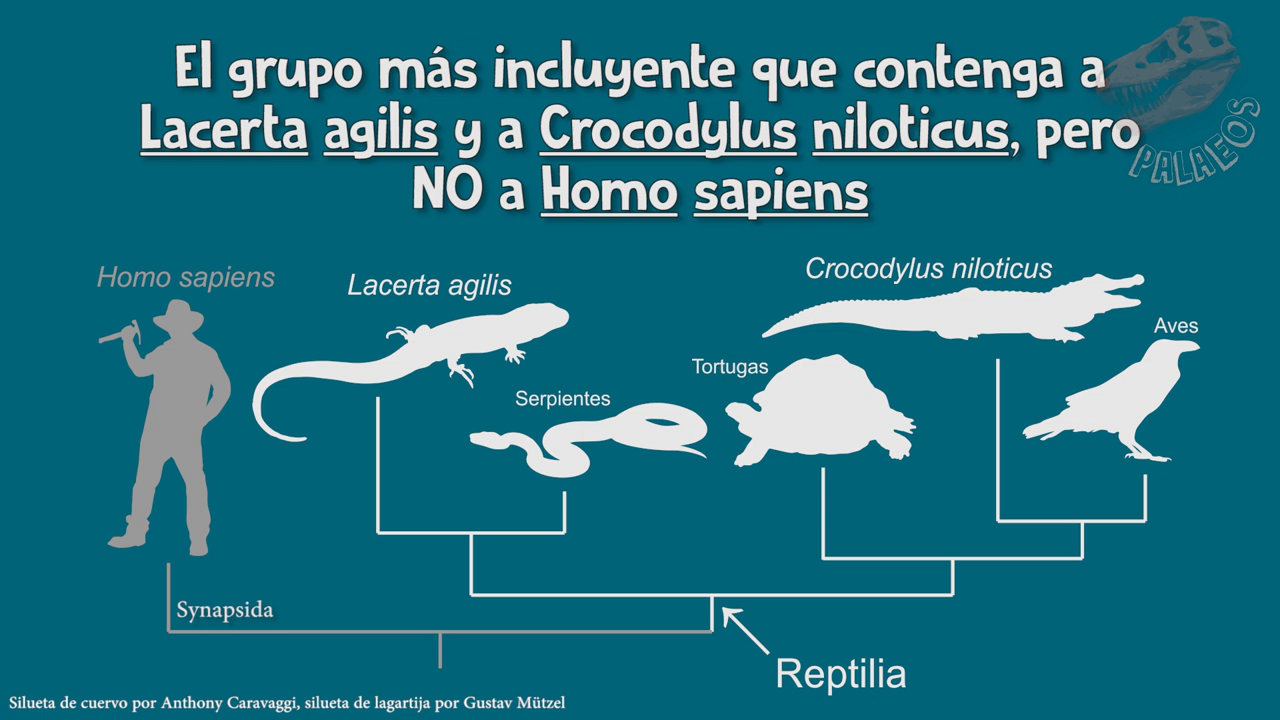 El grupo más incluyente que contenga a
Lacerta agilis y a Crocodylus niloticus, pero
NO a Homo sapiens
PALAEOS
Homo sapiens
Lacerta agilis
Crocodylus niloticus
Aves
Tortugas
Serpientes
Synapsida
Reptilia
Silueta de cuervo por Anthony Caravaggi, silueta de lagartija por Gustav Mützel